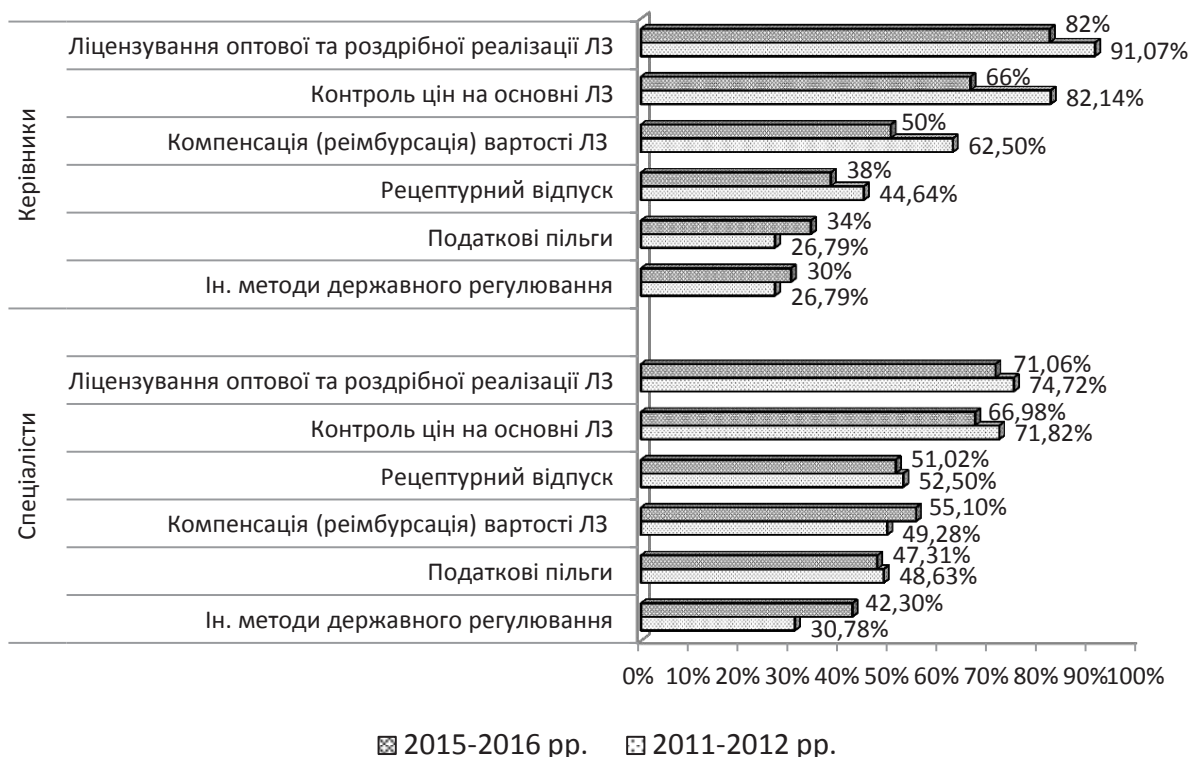 Керівники
Ліцензування оптової та роздрібної реалізації ЛЗ
82%
91,07%
Контроль цін на основні ЛЗ
66%
82,14%
Компенсація (реімбурсація) вартості ЛЗ
50%
62,50%
Рецептурний відпуск
38%
44,64%
Податкові пільги
34%
26,79%
Ін. методи державного регулювання
30%
26,79%
Спеціалісти
Ліцензування оптової та роздрібної реалізації ЛЗ
71,06%
74,72%
Контроль цін на основні ЛЗ
66,98%
71,82%
Рецептурний відпуск
51,02%
52,50%
Компенсація (реімбурсація) вартості ЛЗ
55,10%
49,28%
Податкові пільги
47,31%
48,63%
Ін. методи державного регулювання
42,30%
30,78%
0% 10% 20% 30% 40% 50% 60% 70% 80% 90% 100%
2015-2016 рр. 2011-2012 рр.